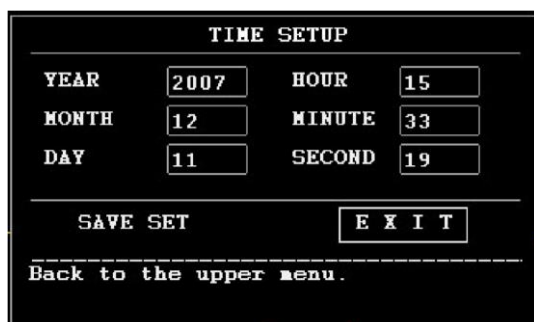 TIME SETUP
YEAR 2007 HOUR 15
MONTH 12 MINUTE 33
DAY 11 SECOND 19
SAVE SET E X I T
Back to the upper menu.